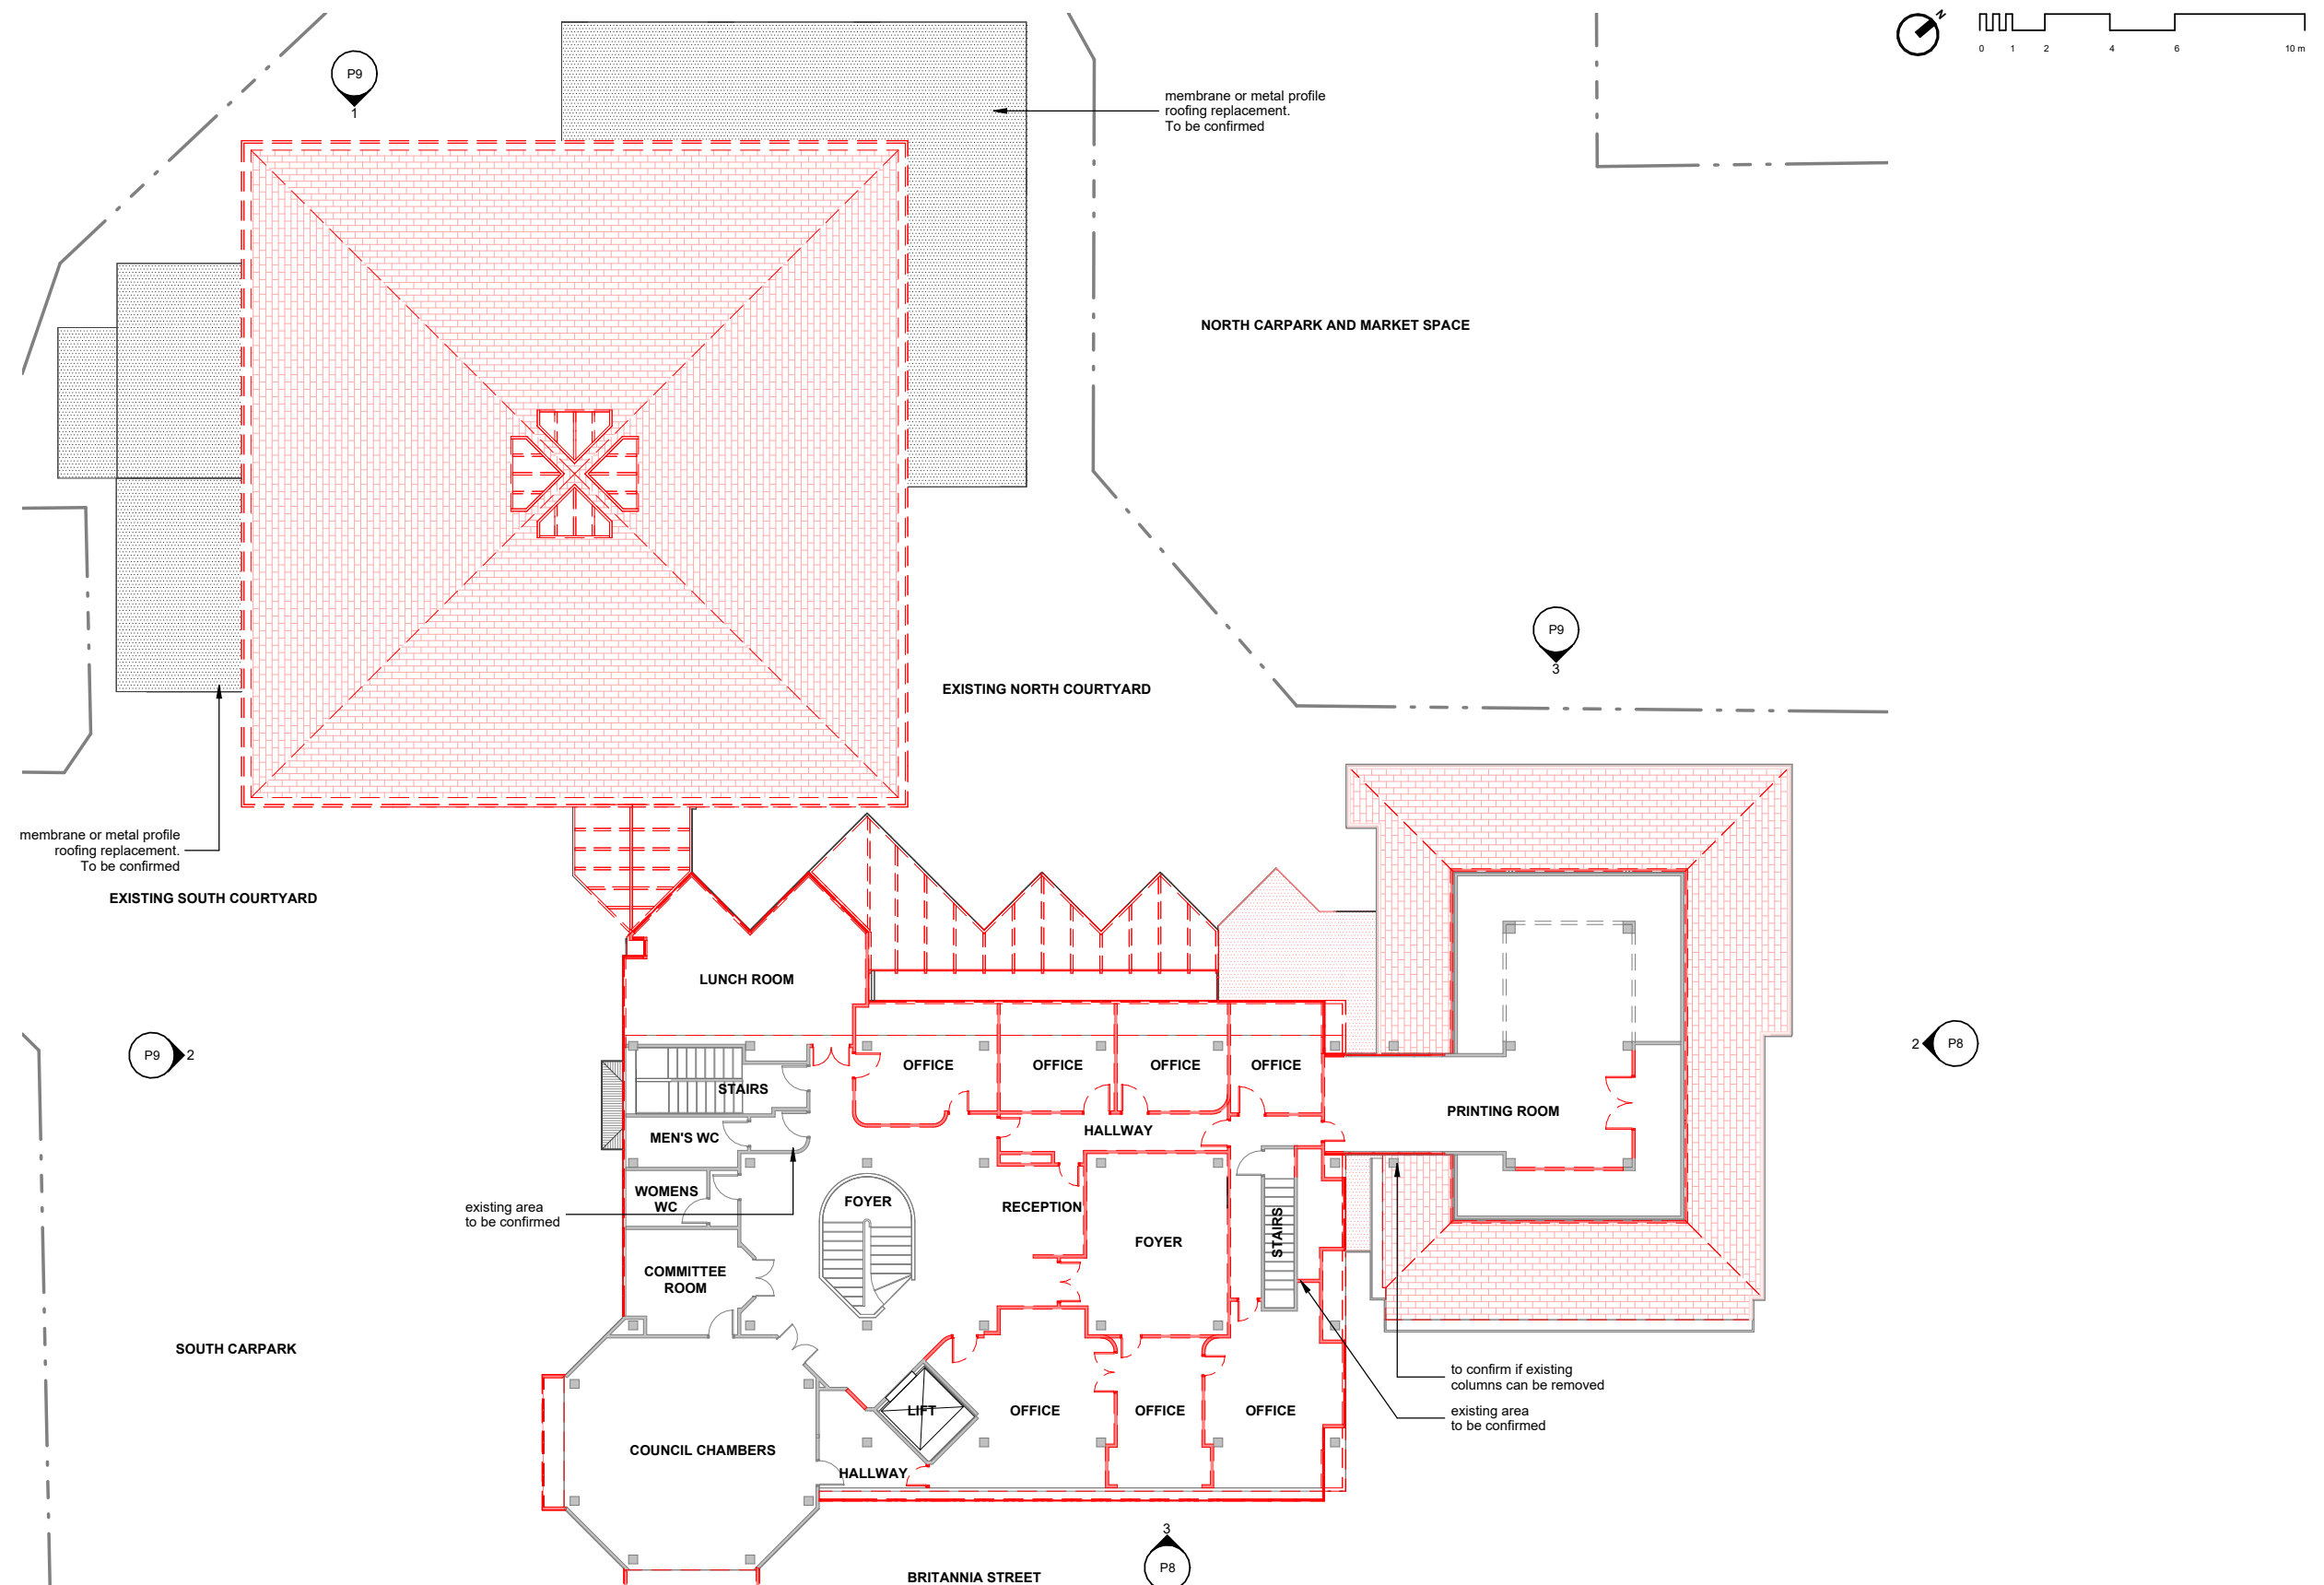 N
0 1 2 4 6 10 m
P9
1
membrane or metal profile
roofing replacement.
To be confirmed
NORTH CARPARK AND MARKET SPACE
P9
3
EXISTING NORTH COURTYARD
membrane or metal profile
roofing replacement.
To be confirmed
EXISTING SOUTH COURTYARD
LUNCH ROOM
P9
2
2
P8
OFFICE
OFFICE
OFFICE
OFFICE
STAIRS
PRINTING ROOM
MEN'S WC
HALLWAY
WOMENS
WC
FOYER
RECEPTION
existing area
to be confirmed
STAIRS
FOYER
COMMITTEE
ROOM
SOUTH CARPARK
to confirm if existing
columns can be removed
LIFT
OFFICE
OFFICE
OFFICE
existing area
to be confirmed
COUNCIL CHAMBERS
HALLWAY
3
P8
BRITANNIA STREET